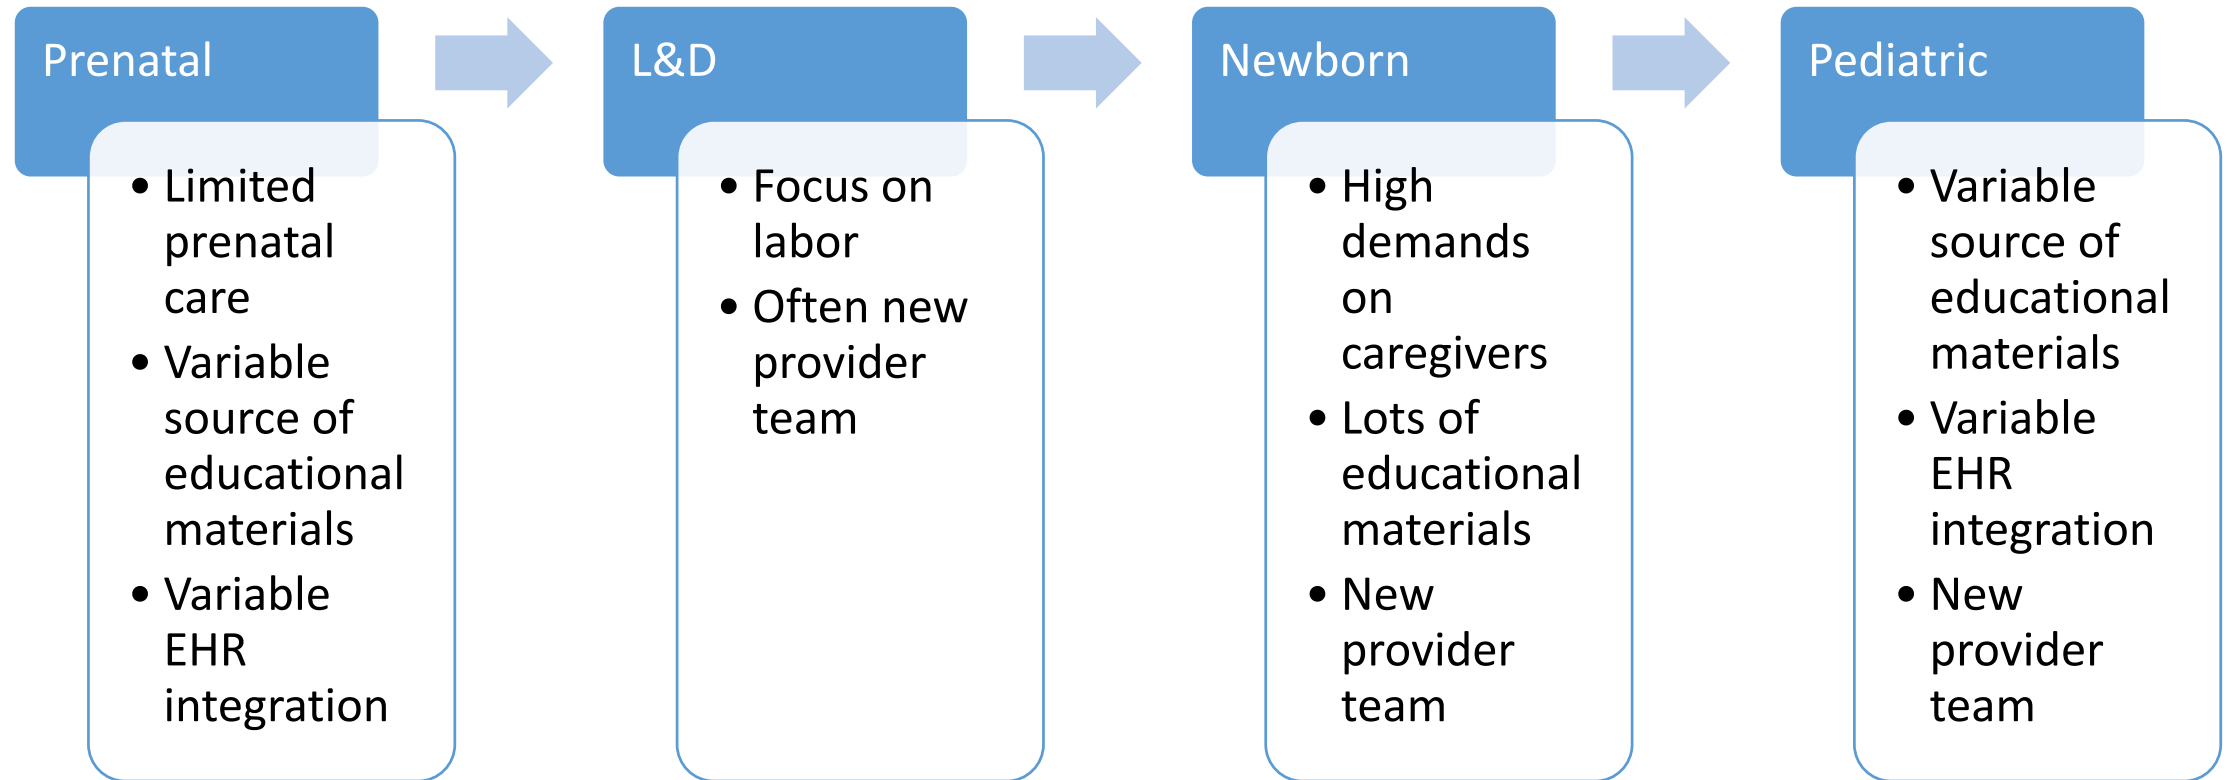 Prenatal
• Limited
prenatal
care
• Variable
source of
educational
materials
• Variable
EHR
integration
L&D
• Focus on
labor
• Often new
provider
team
Newborn
• High
demands
on
caregivers
• Lots of
educational
materials
• New
provider
team
Pediatric
• Variable
source of
educational
materials
• Variable
EHR
integration
• New
provider
team